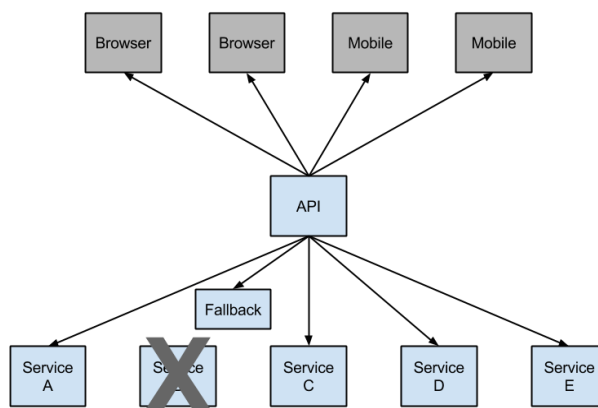 Browser
Browser
Mobile
Mobile
API
Fallback
Service
A
Service
C
Service
D
Service
E